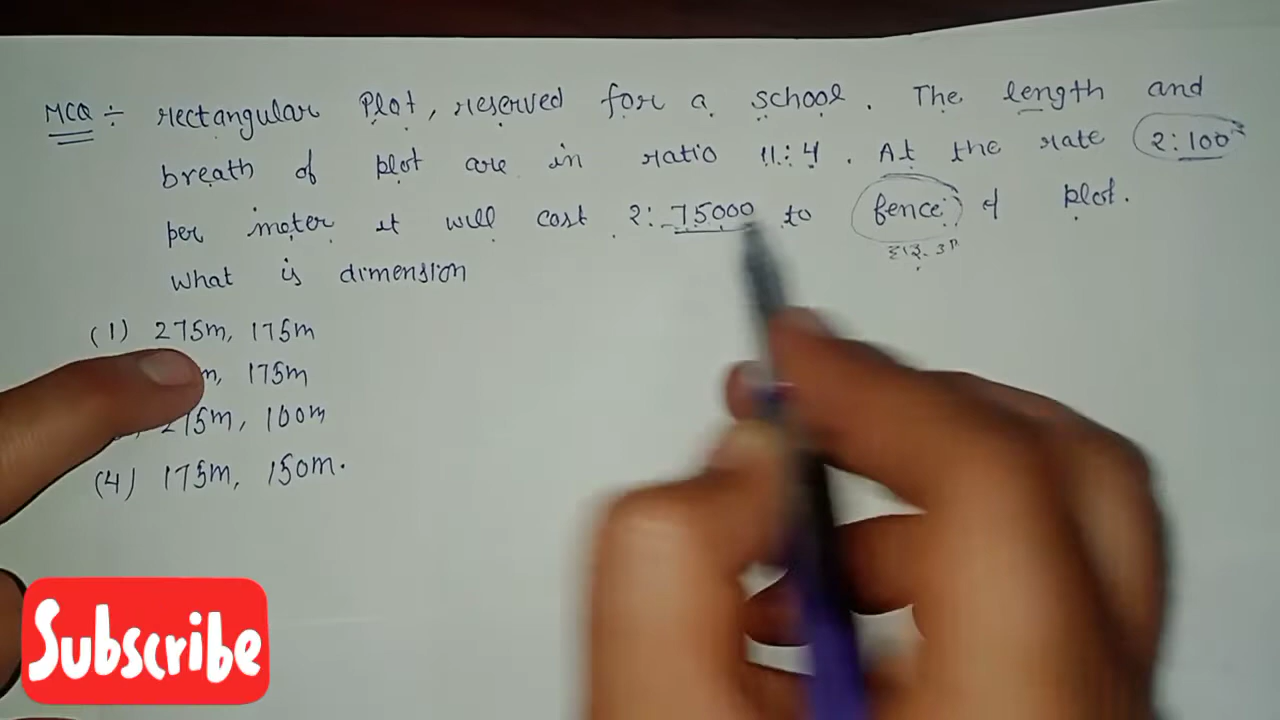 MCQ ÷ rectangular Plot, reserved for a school. The length and
breath of plot are in ratio 11:4. At the rate २:100
per meter it will cost २: 75000 to fence of plot.
What is dimension
(1) 275m, 175m
m, 175m
275m, 100m
(4) 175m, 150m.
Subscribe